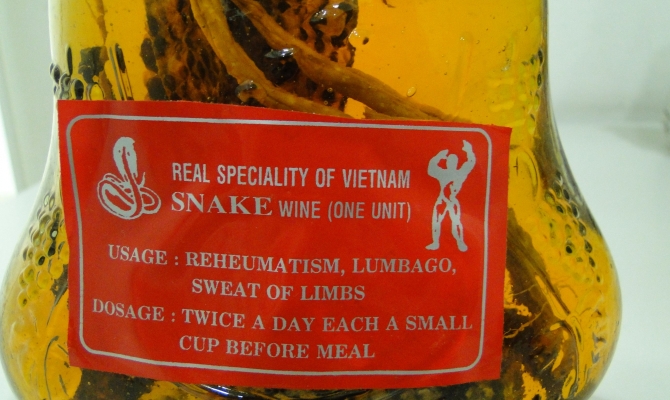 REAL SPECIALITY OF VIETNAM
SNAKE WINE (ONE UNIT)
USAGE : REHEUMATISM, LUMBAGO,
SWEAT OF LIMBS
DOSAGE : TWICE A DAY EACH A SMALL
CUP BEFORE MEAL